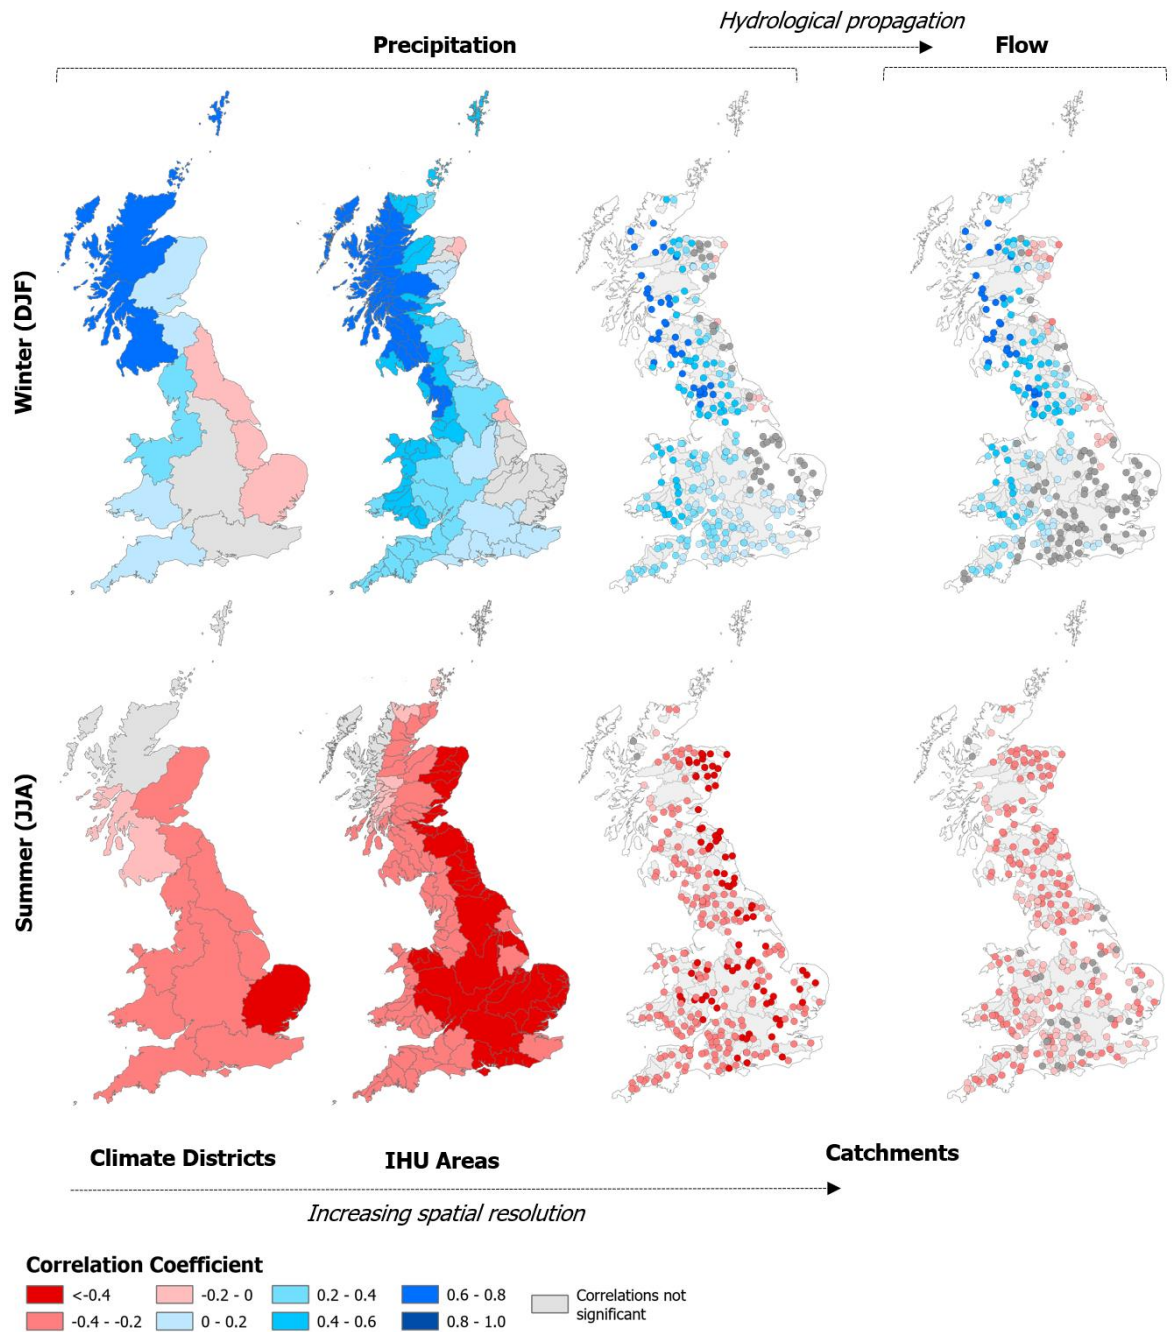 Hydrological propagation
Precipitation
Flow
Winter (DJF)
Summer (JJA)
Climate Districts
IHU Areas
Catchments
Increasing spatial resolution
Correlation Coefficient
<-0.4
-0.2 - 0
0.2 - 0.4
0.6 - 0.8
Correlations not
significant
-0.4 - -0.2
0 - 0.2
0.4 - 0.6
0.8 - 1.0